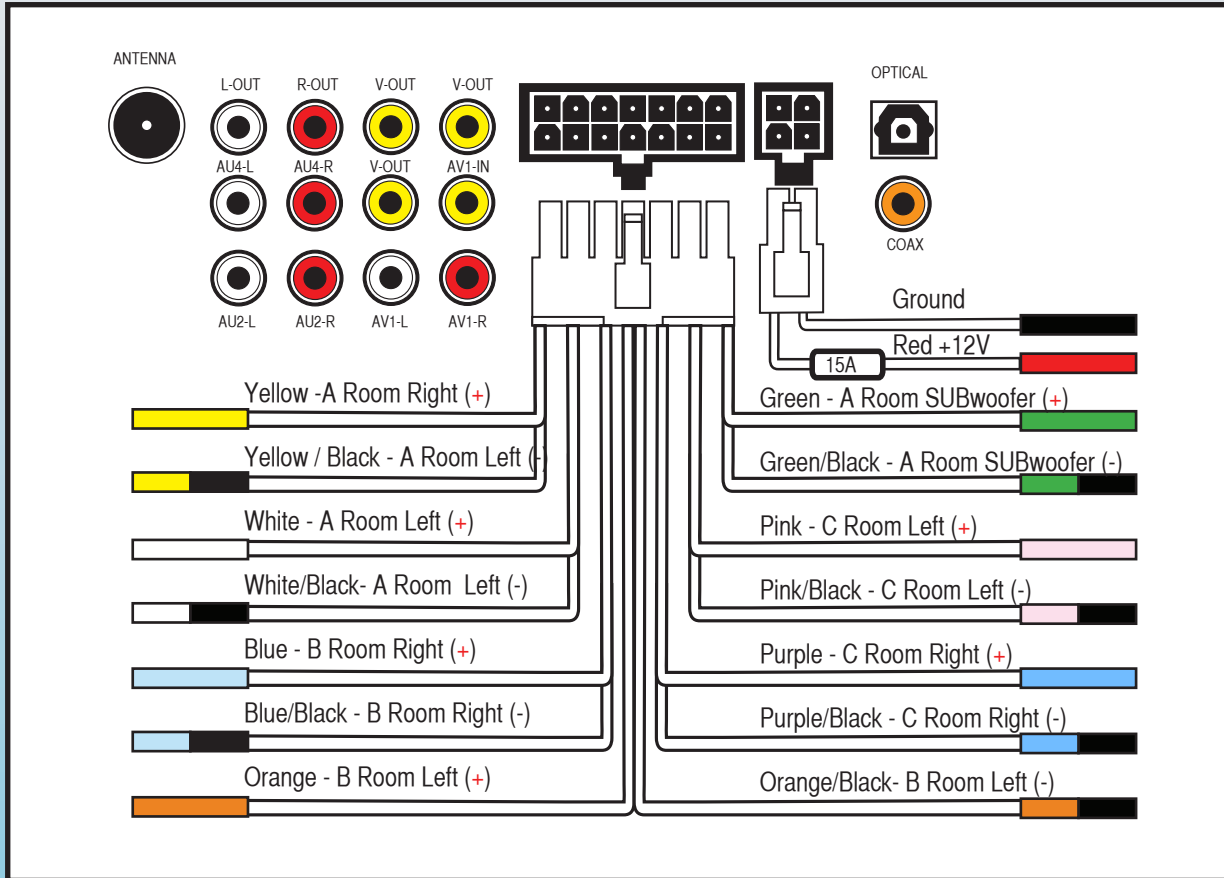 ANTENNA
L-OUT R-OUT V-OUT V-OUT
OPTICAL
AU4-L AU4-R V-OUT AV1-IN
COAX
AU2-L AU2-R AV1-L AV1-R
Ground
Red +12V
15A
Yellow -A Room Right (+)
Green - A Room SUBwoofer (+)
Yellow / Black - A Room Left (-)
Green/Black - A Room SUBwoofer (-)
White - A Room Left (+)
Pink - C Room Left (+)
White/Black- A Room Left (-)
Pink/Black - C Room Left (-)
Blue - B Room Right (+)
Purple - C Room Right (+)
Blue/Black - B Room Right (-)
Purple/Black - C Room Right (-)
Orange - B Room Left (+)
Orange/Black- B Room Left (-)